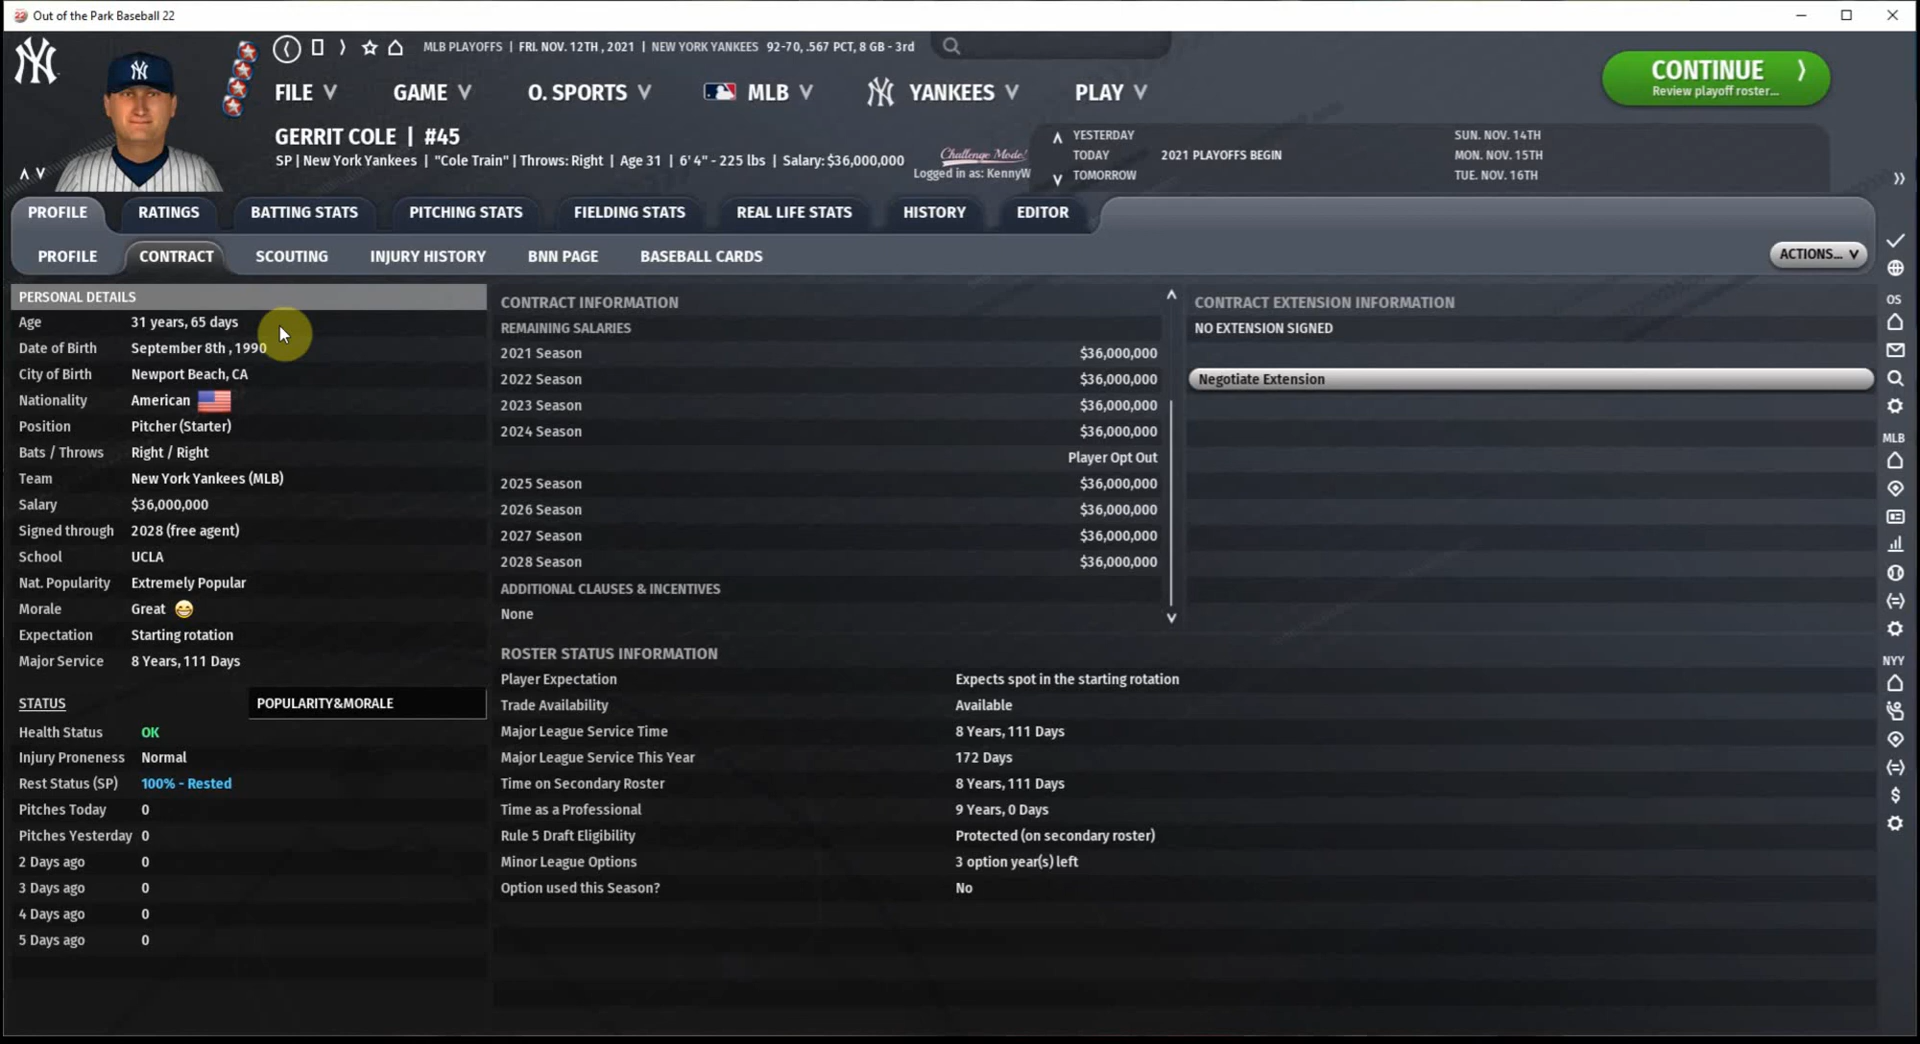 Out of the Park Baseball 22
MLB PLAYOFFS | FRI. NOV. 12TH , 2021 | NEW YORK YANKEES 92-70, .567 PCT, 8 GB - 3rd
FILE GAME O. SPORTS MLB YANKEES PLAY
CONTINUE
Review playoff roster...
GERRIT COLE | #45
SP | New York Yankees | "Cole Train" | Throws: Right | Age 31 | 6' 4" - 225 lbs | Salary: $36,000,000
Challenge Mode!
Logged in as: KennyW
YESTERDAY
TODAY 2021 PLAYOFFS BEGIN
TOMORROW
SUN. NOV. 14TH
MON. NOV. 15TH
TUE. NOV. 16TH
PROFILE RATINGS BATTING STATS PITCHING STATS FIELDING STATS REAL LIFE STATS HISTORY EDITOR
PROFILE CONTRACT SCOUTING INJURY HISTORY BNN PAGE BASEBALL CARDS
ACTIONS...
PERSONAL DETAILS
Age 31 years, 65 days
Date of Birth September 8th , 1990
City of Birth Newport Beach, CA
Nationality American
Position Pitcher (Starter)
Bats / Throws Right / Right
Team New York Yankees (MLB)
Salary $36,000,000
Signed through 2028 (free agent)
School UCLA
Nat. Popularity Extremely Popular
Morale Great
Expectation Starting rotation
Major Service 8 Years, 111 Days
STATUS POPULARITY&MORALE
Health Status OK
Injury Proneness Normal
Rest Status (SP) 100% - Rested
Pitches Today 0
Pitches Yesterday 0
2 Days ago 0
3 Days ago 0
4 Days ago 0
5 Days ago 0
CONTRACT INFORMATION
REMAINING SALARIES
2021 Season $36,000,000
2022 Season $36,000,000
2023 Season $36,000,000
2024 Season $36,000,000
Player Opt Out
2025 Season $36,000,000
2026 Season $36,000,000
2027 Season $36,000,000
2028 Season $36,000,000
ADDITIONAL CLAUSES & INCENTIVES
None
CONTRACT EXTENSION INFORMATION
NO EXTENSION SIGNED
Negotiate Extension
ROSTER STATUS INFORMATION
Player Expectation Expects spot in the starting rotation
Trade Availability Available
Major League Service Time 8 Years, 111 Days
Major League Service This Year 172 Days
Time on Secondary Roster 8 Years, 111 Days
Time as a Professional 9 Years, 0 Days
Rule 5 Draft Eligibility Protected (on secondary roster)
Minor League Options 3 option year(s) left
Option used this Season? No
OS
MLB
NYY